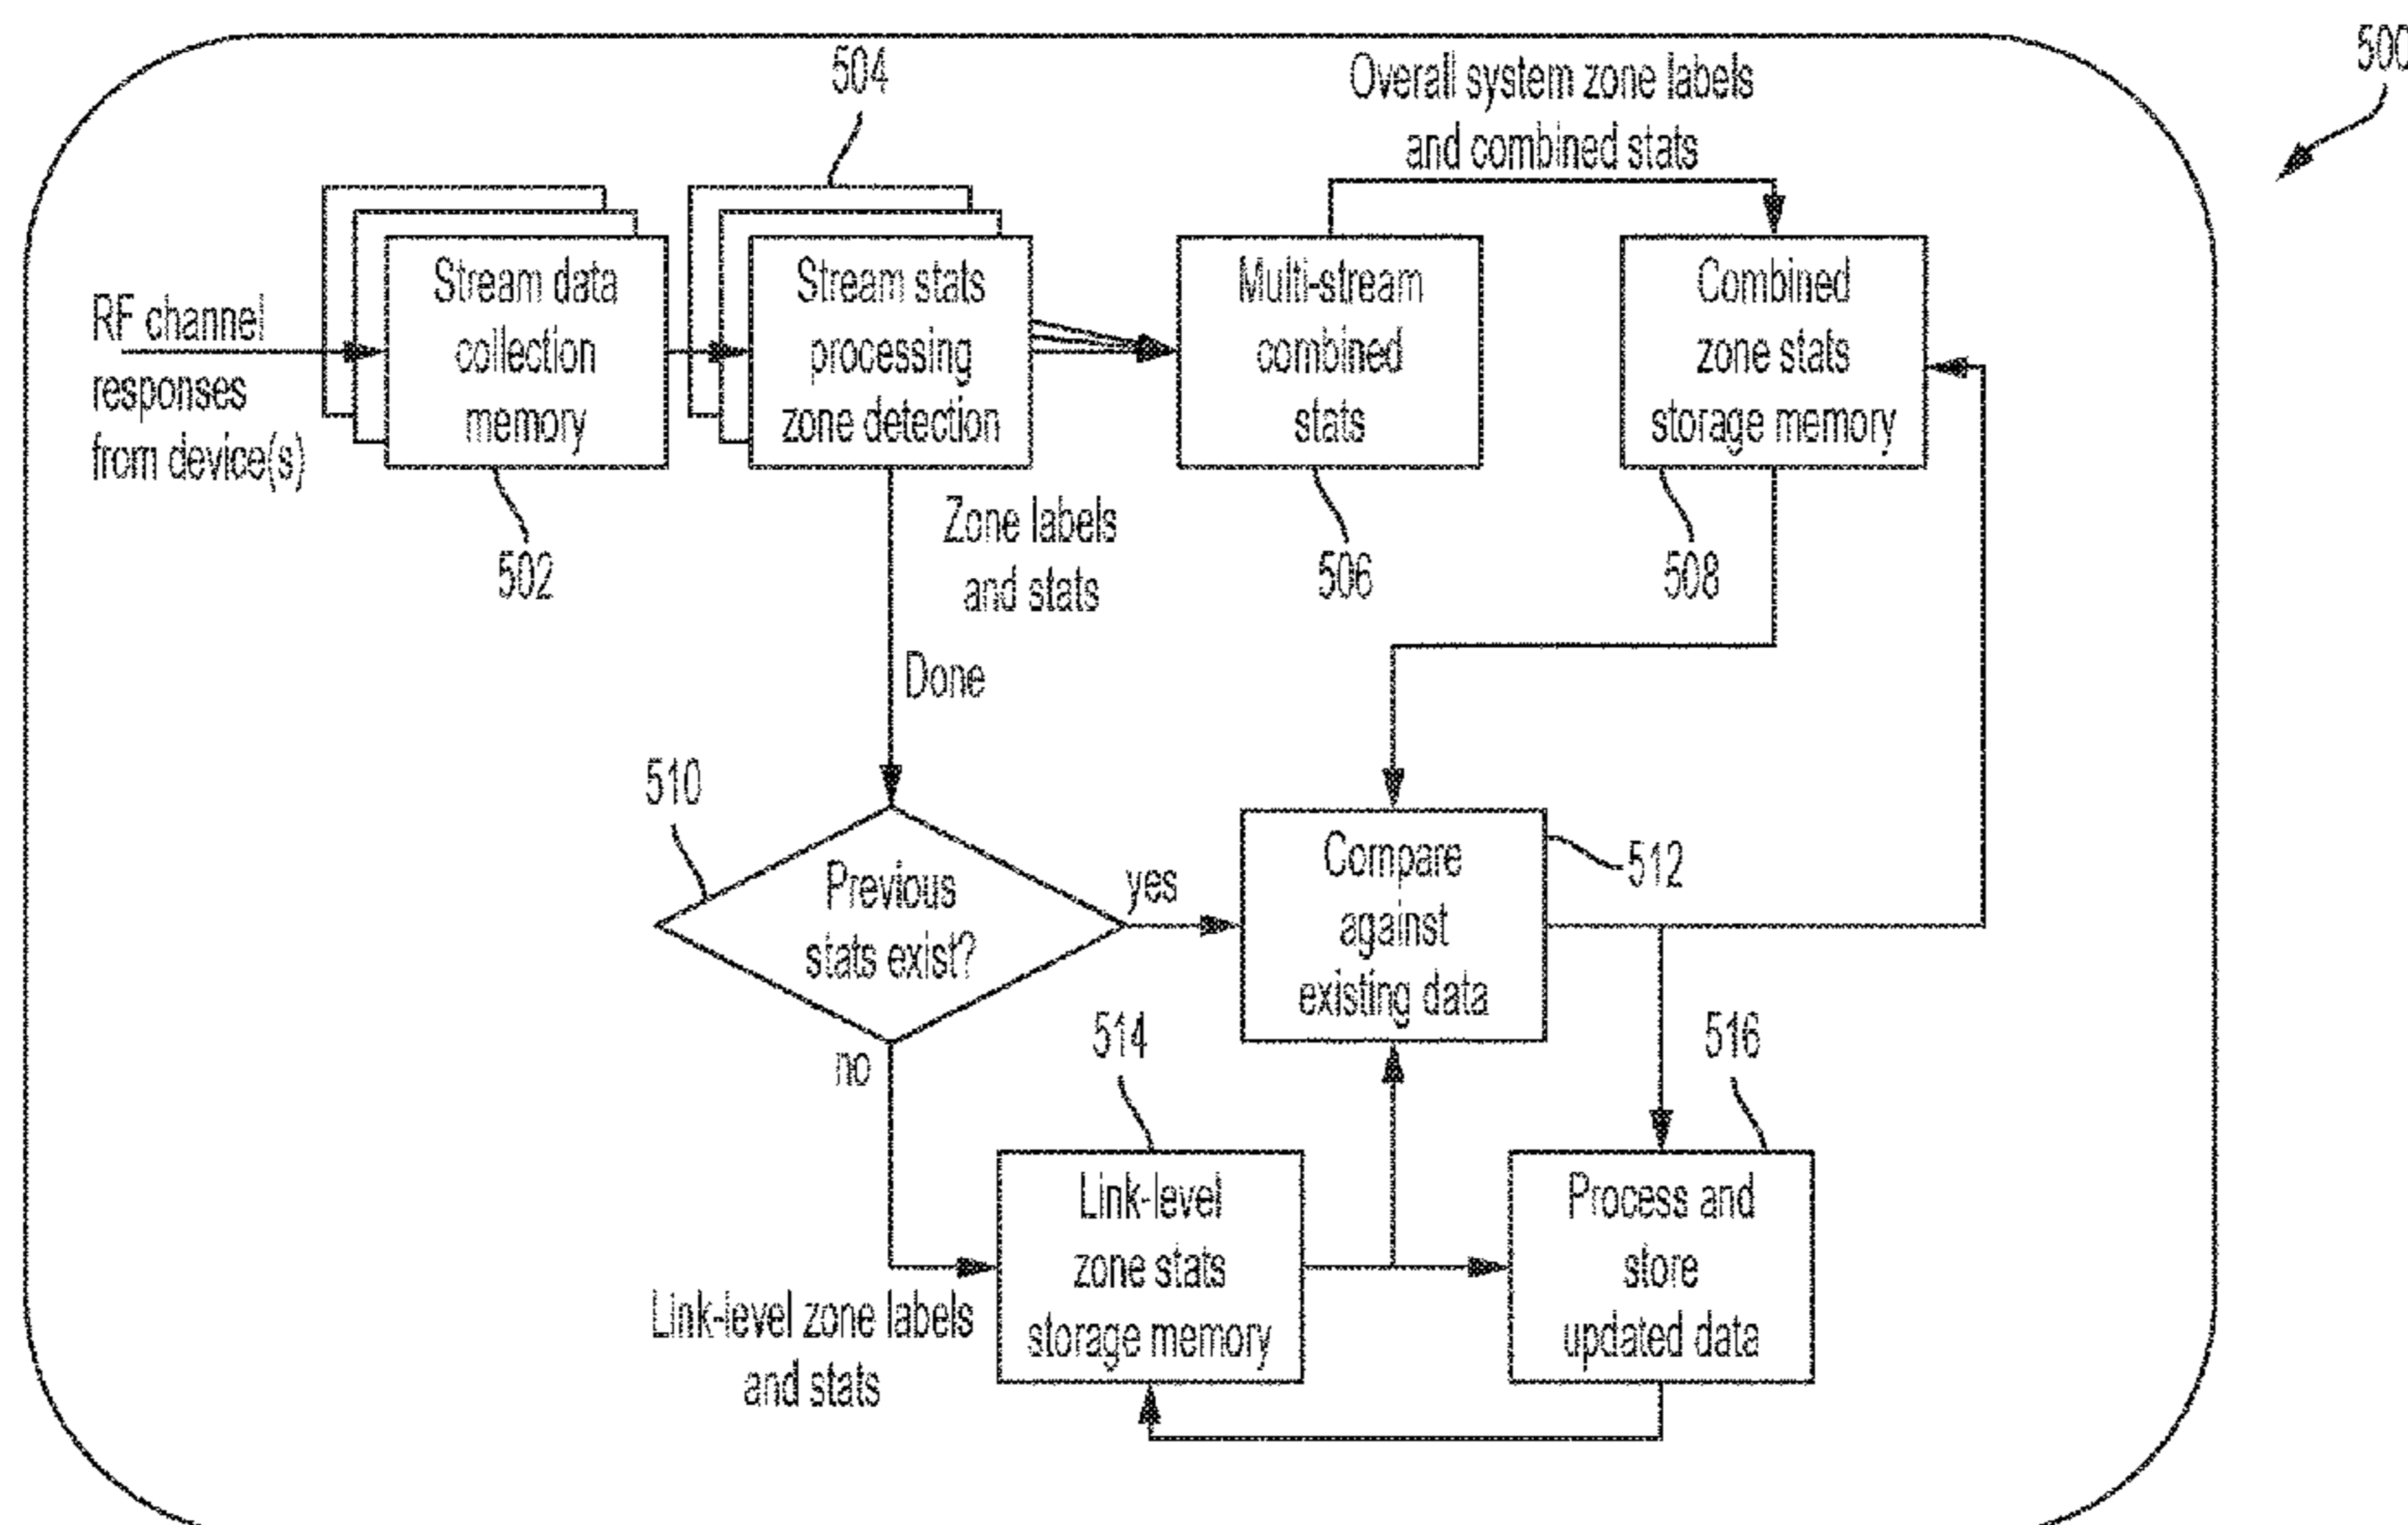 500
504
Overall system zone labels
and combined stats
RF channel
responses
from device(s)
Stream data
collection
memory
Stream stats
processing
zone detection
Multi-stream
combined
stats
Combined
zone stats
storage memory
502
Zone labels
and stats
506
508
Done
510
Previous
stats exist?
yes
no
Compare
against
existing data
512
514
516
Link-level
zone stats
storage memory
Process and
store
updated data
Link-level zone labels
and stats